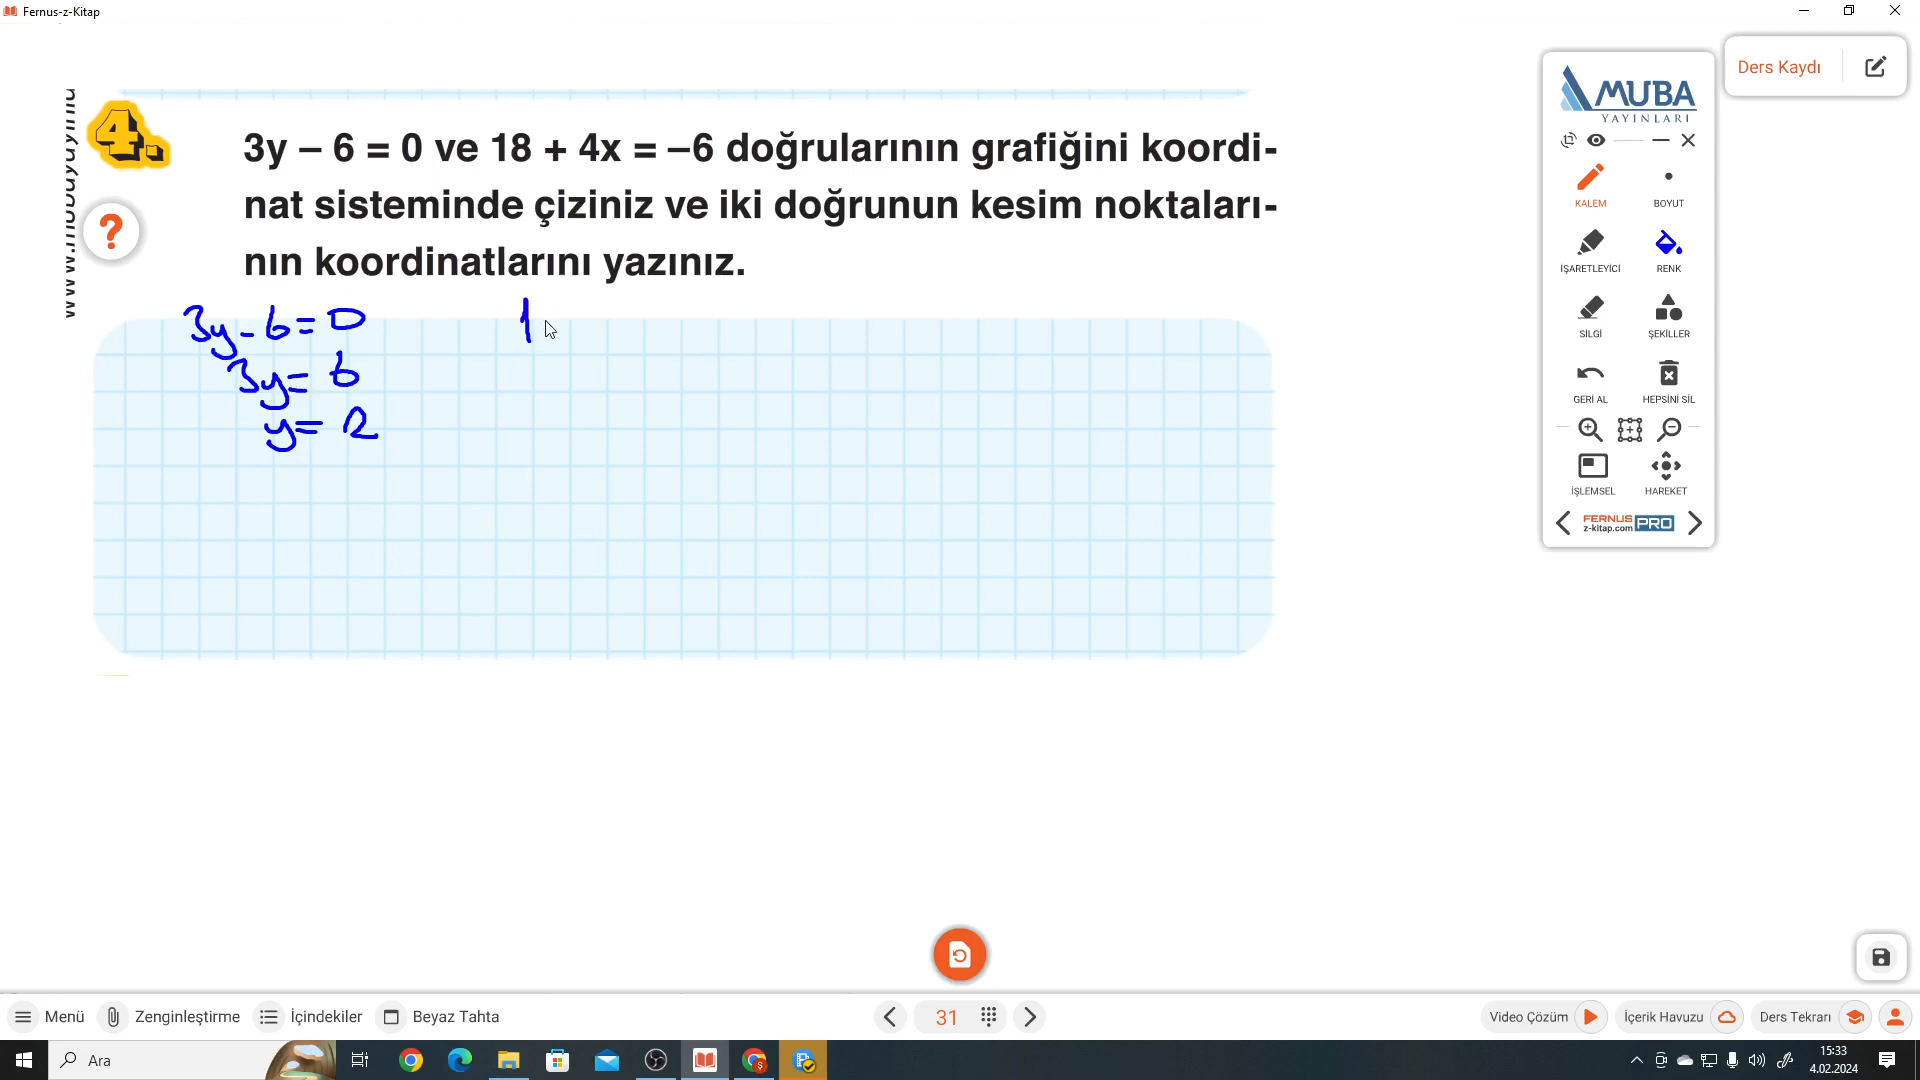 Fernus-z-Kitap
Ders Kaydı
MUBA
YAYINLARI
4.
3y – 6 = 0 ve 18 + 4x = –6 doğrularının grafiğini koordi-
nat sisteminde çiziniz ve iki doğrunun kesim noktaları-
nın koordinatlarını yazınız.
?
3y-6=0
3y=6
y=2
1
KALEM
BOYUT
İŞARETLEYİCİ
RENK
SİLGİ
ŞEKİLLER
GERİ AL
HEPSİNİ SİL
İŞLEMSEL
HAREKET
FERNUS
z-kitap.com
PRO
Menü
Zenginleştirme
İçindekiler
Beyaz Tahta
31
Video Çözüm
İçerik Havuzu
Ders Tekrarı
Ara
15:33
4.02.2024